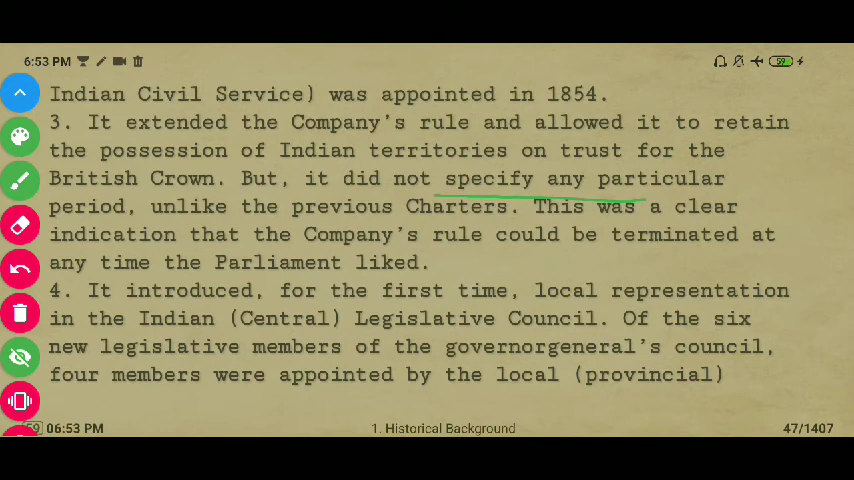 6:53 PM
59
Indian Civil Service) was appointed in 1854.
3. It extended the Company's rule and allowed it to retain
the possession of Indian territories on trust for the
British Crown. But, it did not specify any particular
period, unlike the previous Charters. This was a clear
indication that the Company's rule could be terminated at
any time the Parliament liked.
4. It introduced, for the first time, local representation
in the Indian (Central) Legislative Council. Of the six
new legislative members of the governorgeneral's council,
four members were appointed by the local (provincial)
59 06:53 PM
1. Historical Background
47/1407